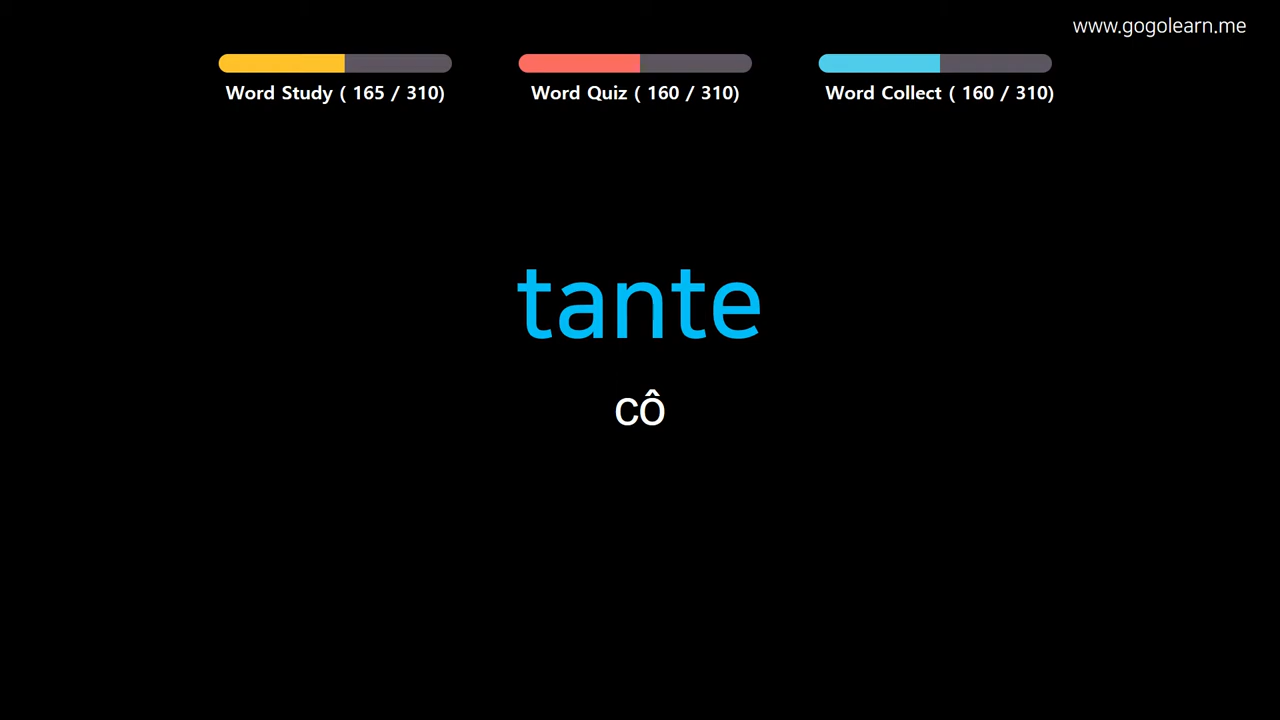 www.gogolearn.me
Word Study ( 165 / 310)
Word Quiz ( 160 / 310)
Word Collect ( 160 / 310)
tante
cô